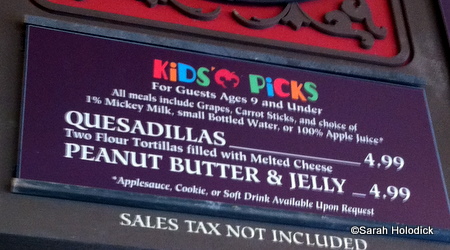 KiDS' PiCKS
For Guests Ages 9 and Under
All meals include Grapes, Carrot Sticks, and choice of
1% Mickey Milk, small Bottled Water, or 100% Apple Juice*
QUESADILLAS 4.99
Two Flour Tortillas filled with Melted Cheese
PEANUT BUTTER & JELLY 4.99
*Applesauce, Cookie, or Soft Drink Available Upon Request
SALES TAX NOT INCLUDED
©Sarah Holodick